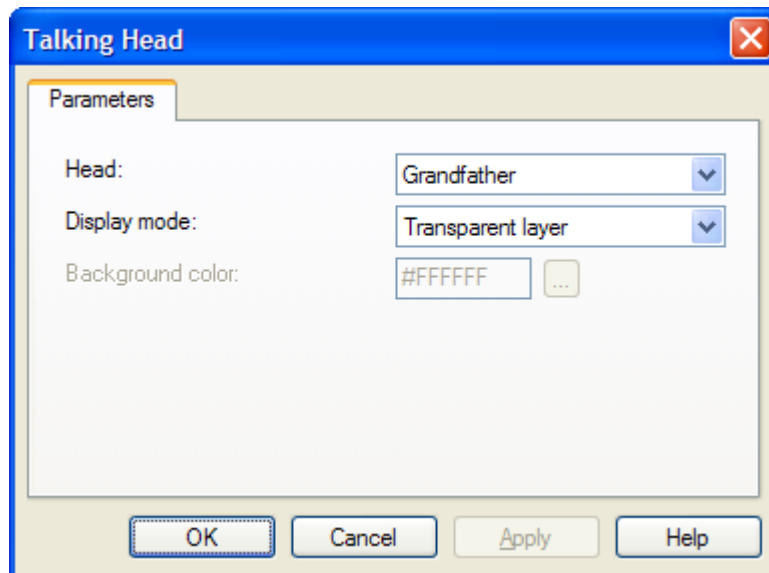 Talking Head
Parameters
Head: Grandfather
Display mode: Transparent layer
Background color: #FFFFFF ...
OK Cancel Apply Help